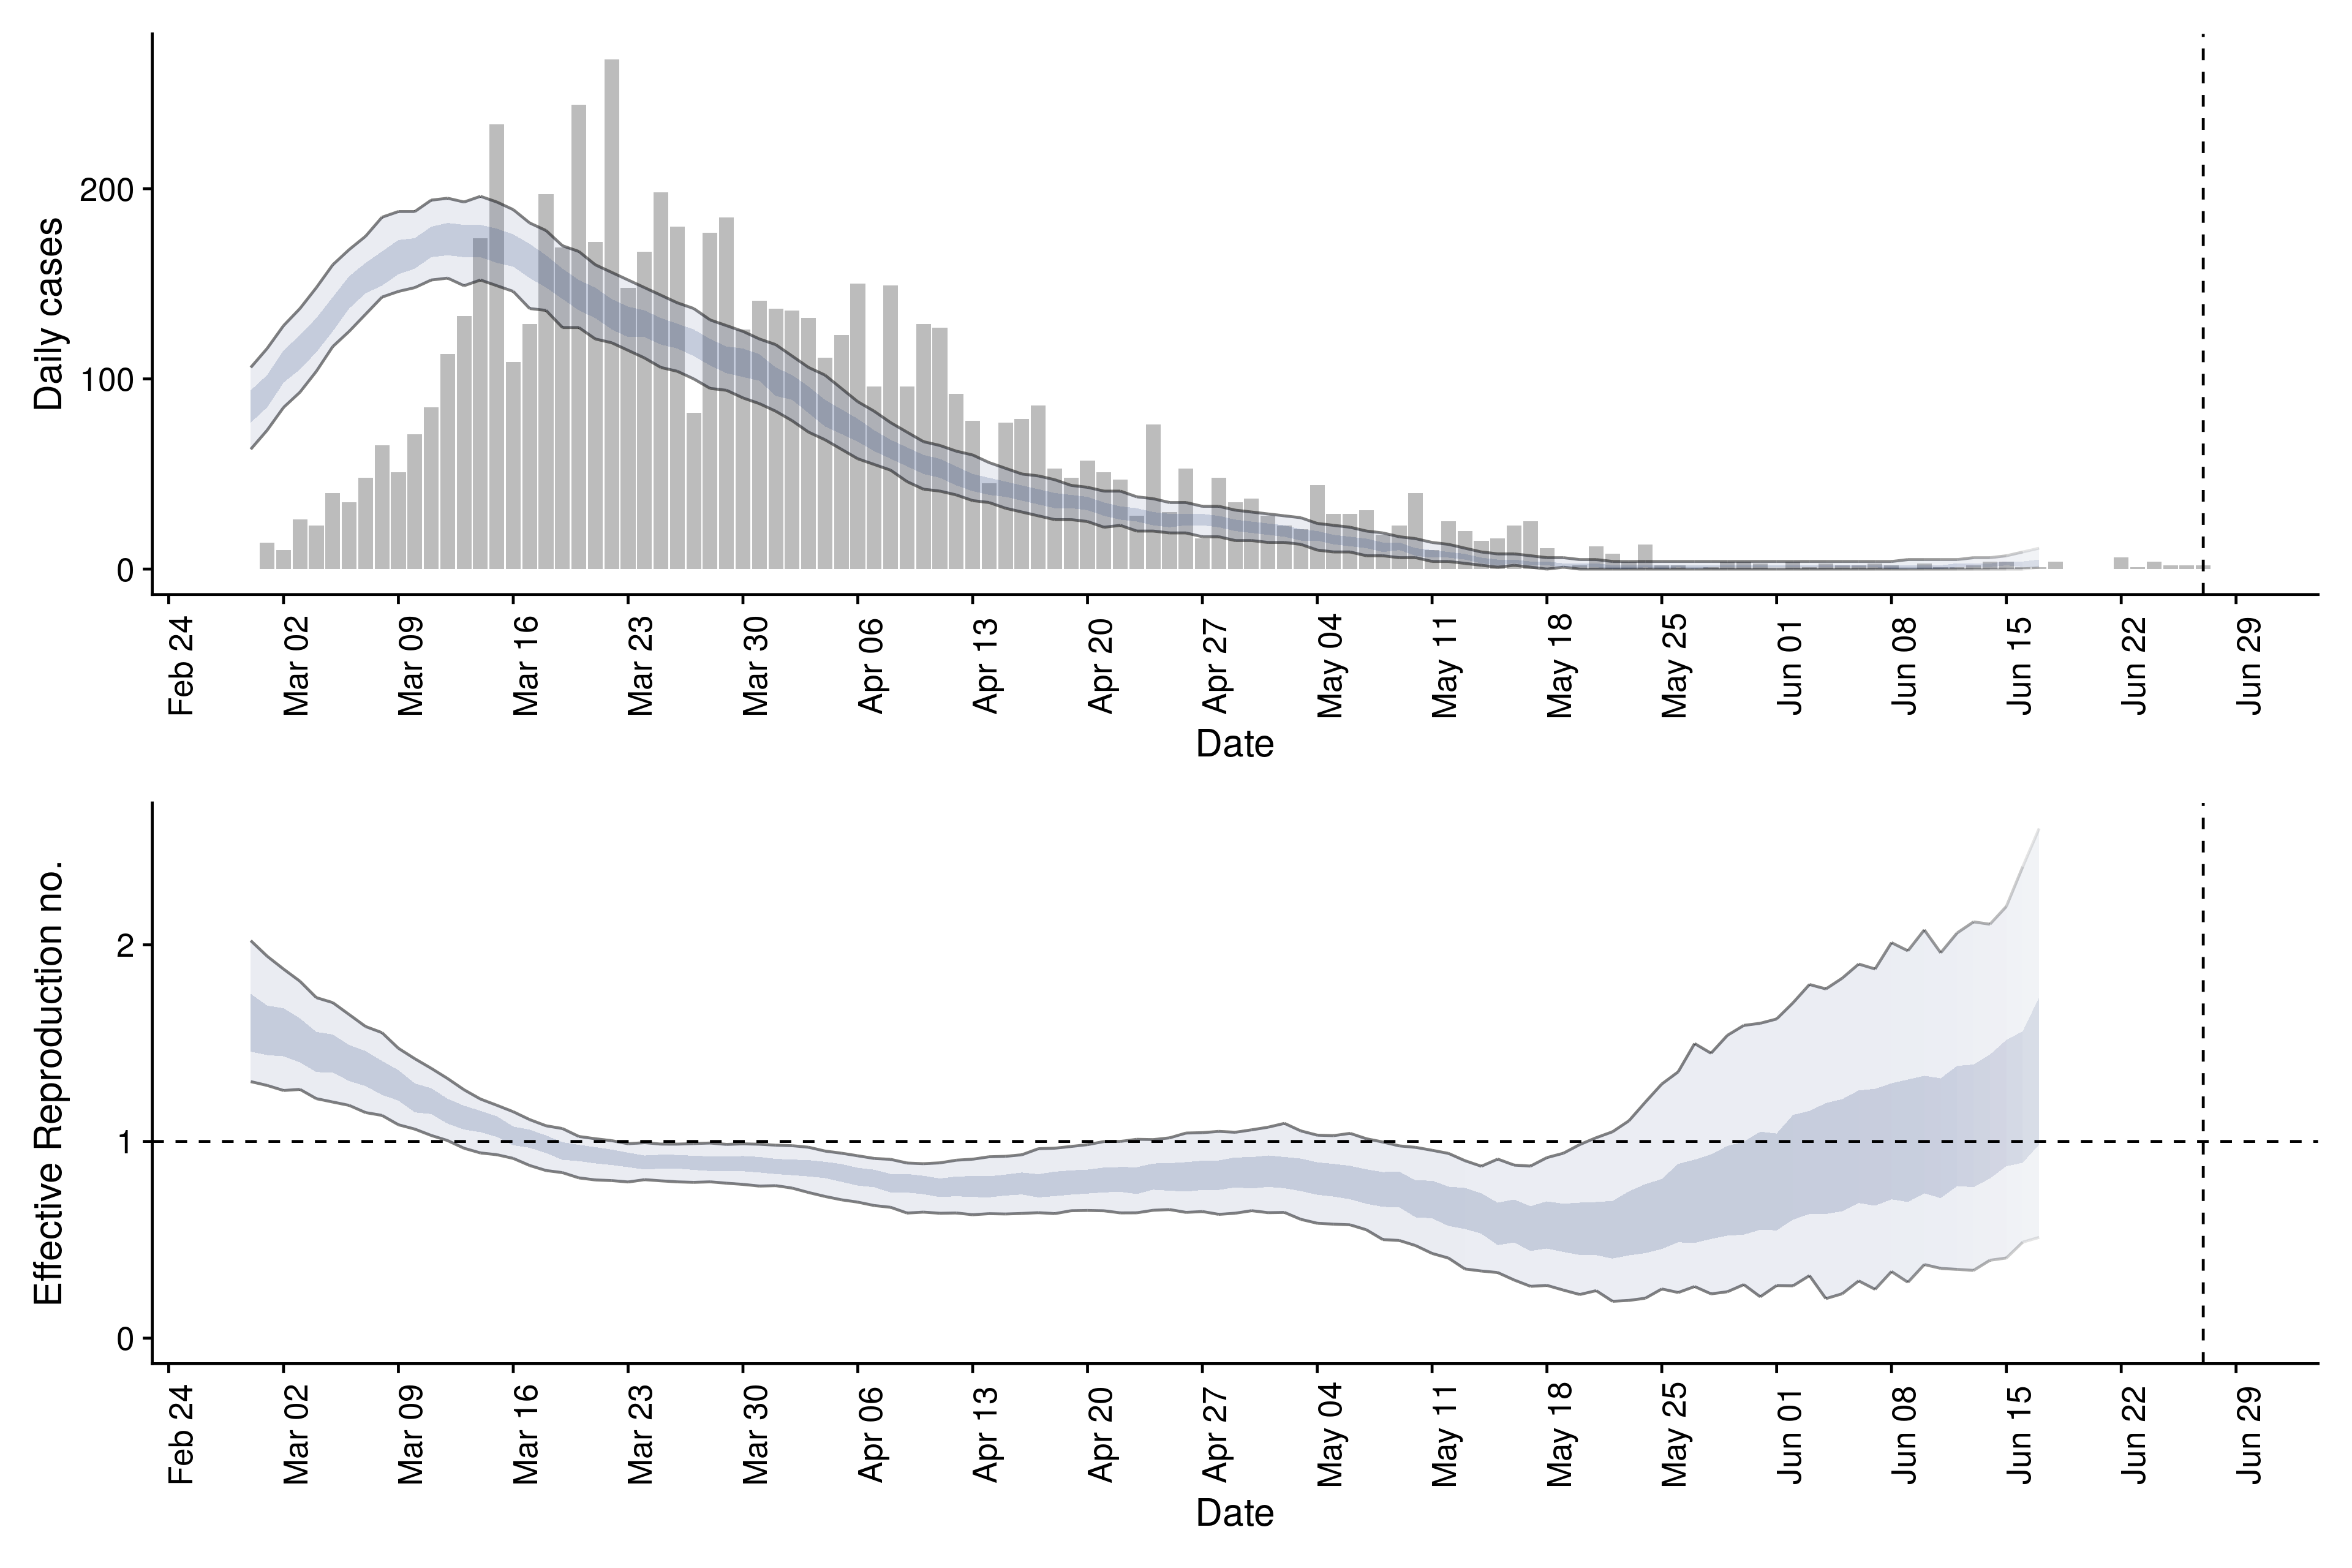 Daily cases
200
100
0
Feb 24
Mar 02
Mar 09
Mar 16
Mar 23
Mar 30
Apr 06
Apr 13
Apr 20
Apr 27
May 04
May 11
May 18
May 25
Jun 01
Jun 08
Jun 15
Jun 22
Jun 29
Date
Effective Reproduction no.
2
1
0
Feb 24
Mar 02
Mar 09
Mar 16
Mar 23
Mar 30
Apr 06
Apr 13
Apr 20
Apr 27
May 04
May 11
May 18
May 25
Jun 01
Jun 08
Jun 15
Jun 22
Jun 29
Date